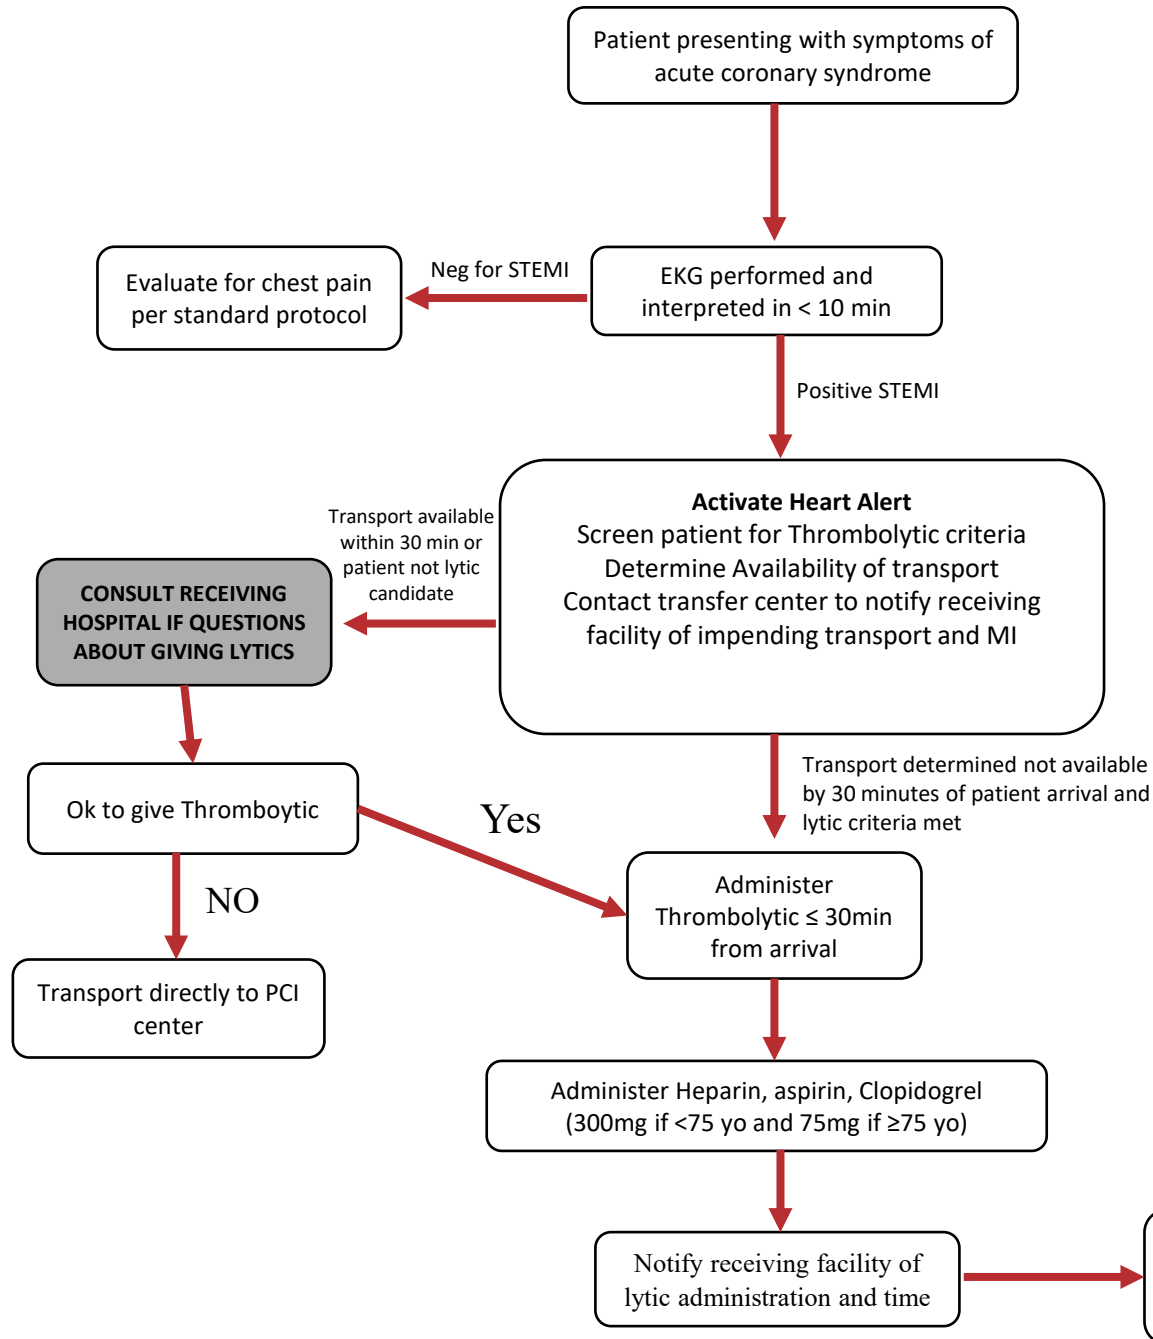 Patient presenting with symptoms of
acute coronary syndrome
Neg for STEMI
Evaluate for chest pain
per standard protocol
EKG performed and
interpreted in < 10 min
Positive STEMI
Activate Heart Alert
Screen patient for Thrombolytic criteria
Determine Availability of transport
Contact transfer center to notify receiving
facility of impending transport and MI
Transport available
within 30 min or
patient not lytic
candidate
CONSULT RECEIVING
HOSPITAL IF QUESTIONS
ABOUT GIVING LYTICS
Transport determined not available
by 30 minutes of patient arrival and
lytic criteria met
Ok to give Thromboytic
Yes
NO
Administer
Thrombolytic ≤ 30min
from arrival
Transport directly to PCI
center
Administer Heparin, aspirin, Clopidogrel
(300mg if <75 yo and 75mg if ≥75 yo)
Notify receiving facility of
lytic administration and time